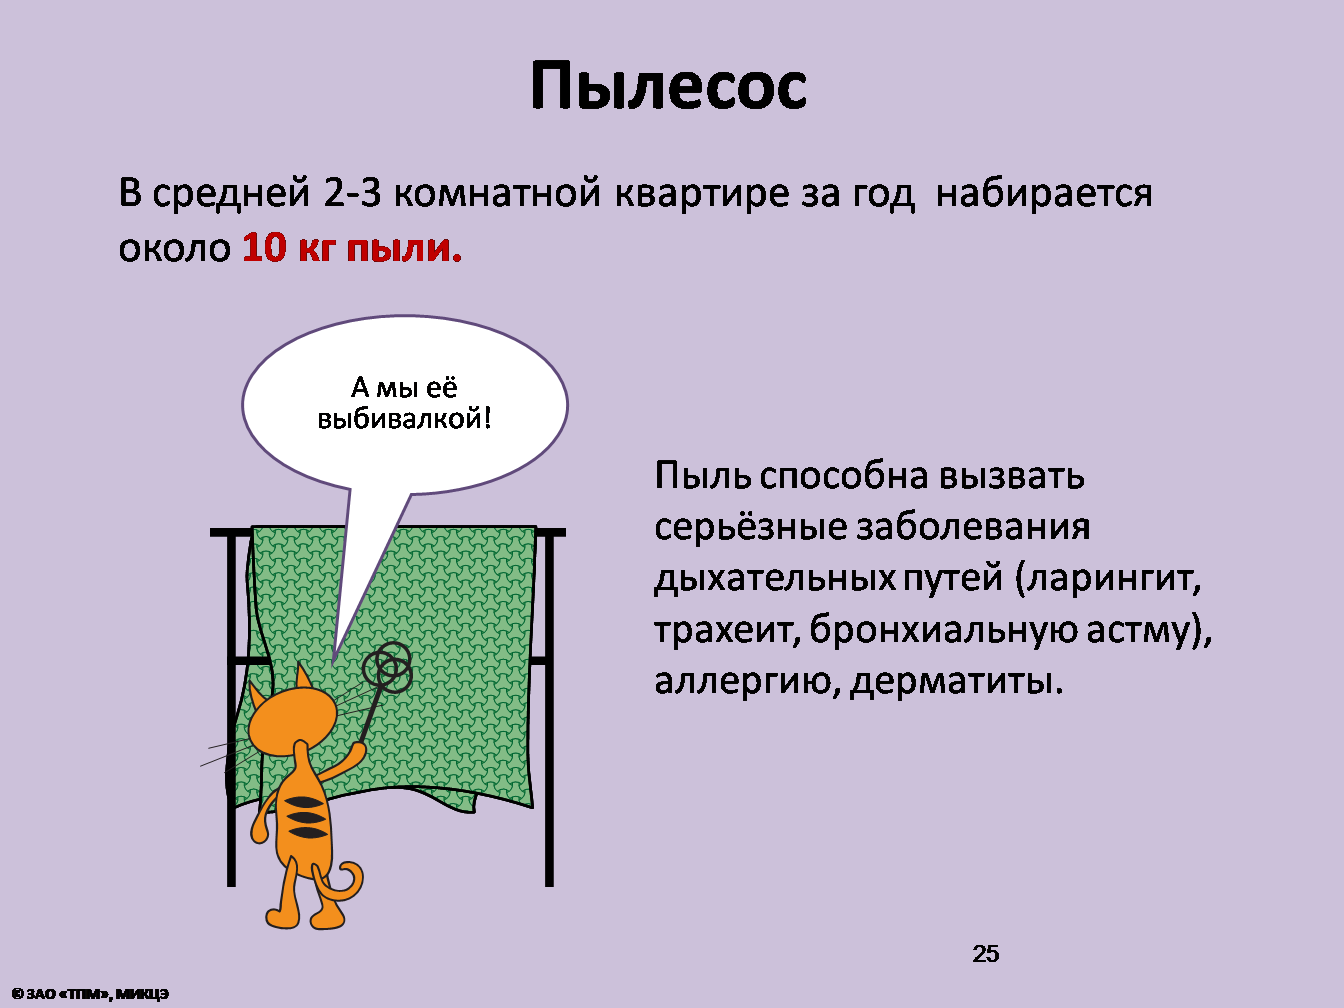 Пылесос
В средней 2-3 комнатной квартире за год набирается
около 10 кг пыли.
А мы её
выбивалкой!
Пыль способна вызвать
серьёзные заболевания
дыхательных путей (ларингит,
трахеит, бронхиальную астму),
аллергию, дерматиты.
25
© ЗАО «ТПМ», МИКЦЭ